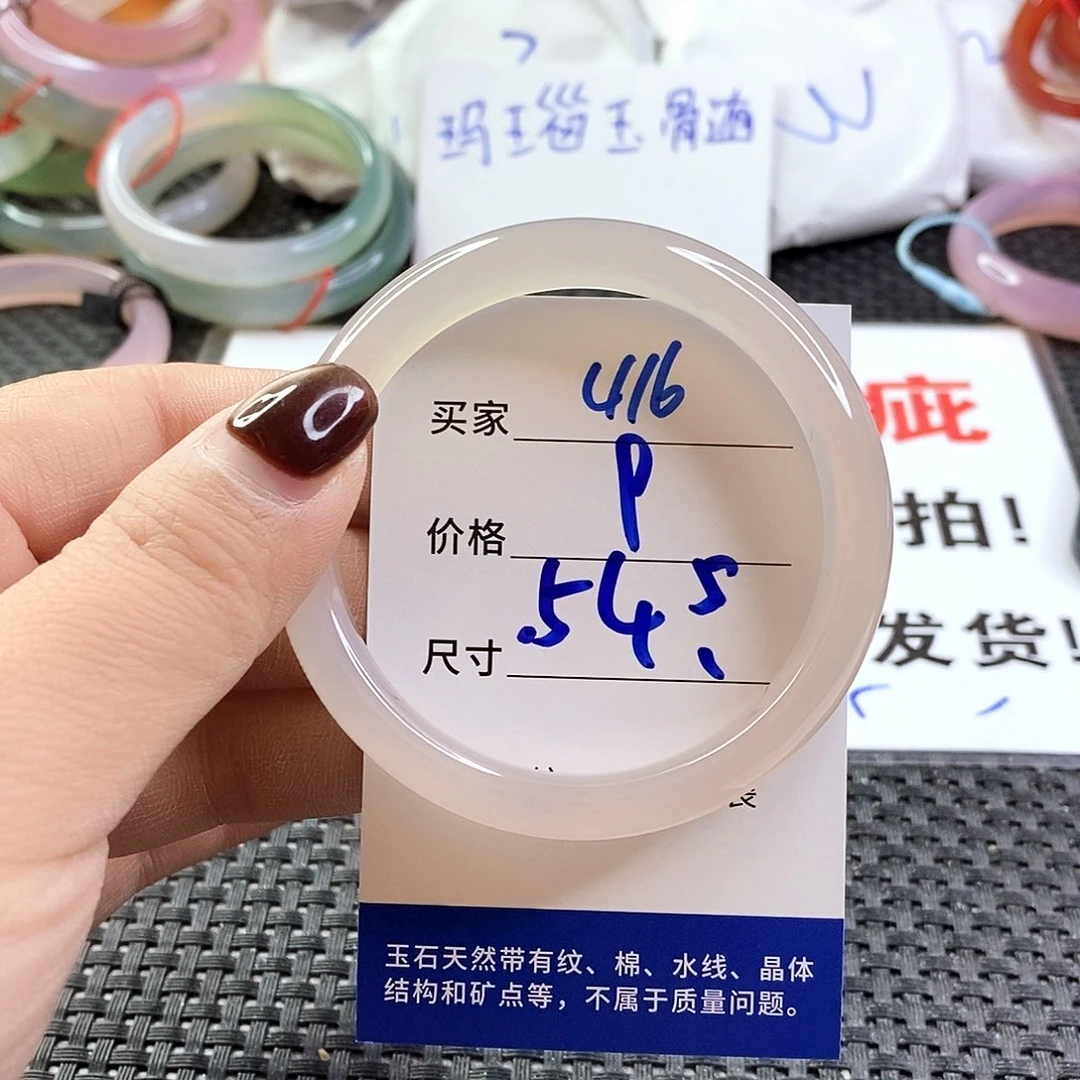 玛瑙玉骨髓
买家 416
价格 P
尺寸 54.5
玉石天然带有纹、棉、水线、晶体
结构和矿点等，不属于质量问题。
疵
拍！
发货！